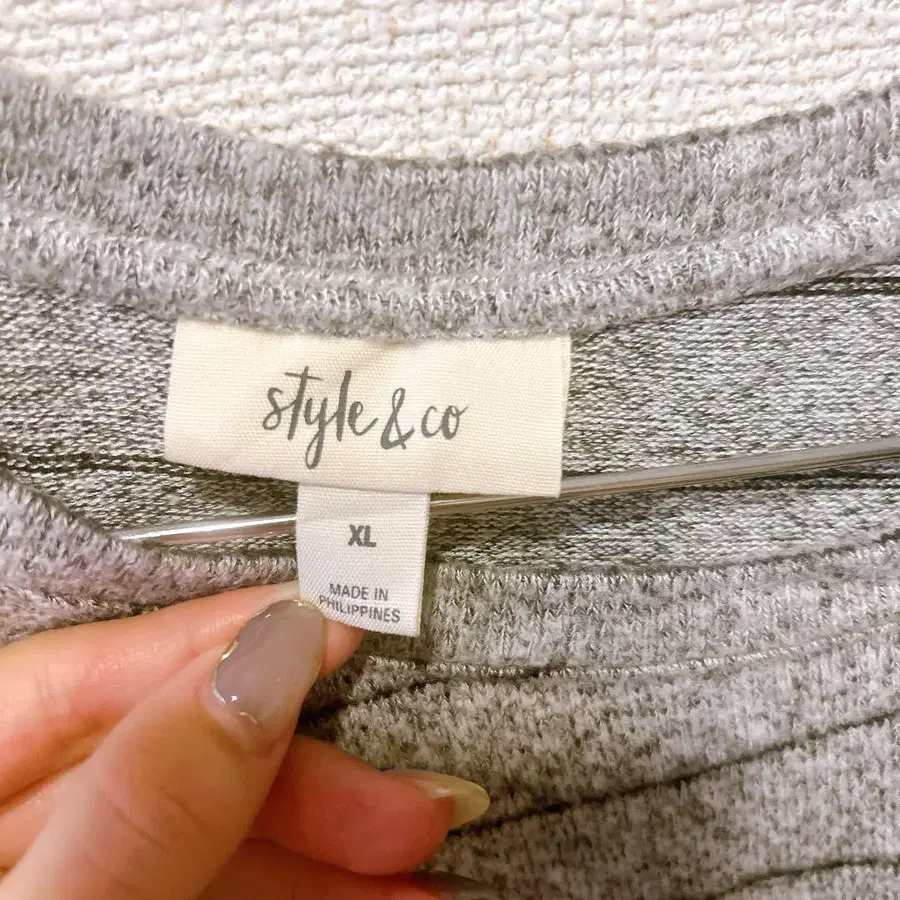 style & co
XL
MADE IN
PHILIPPINES